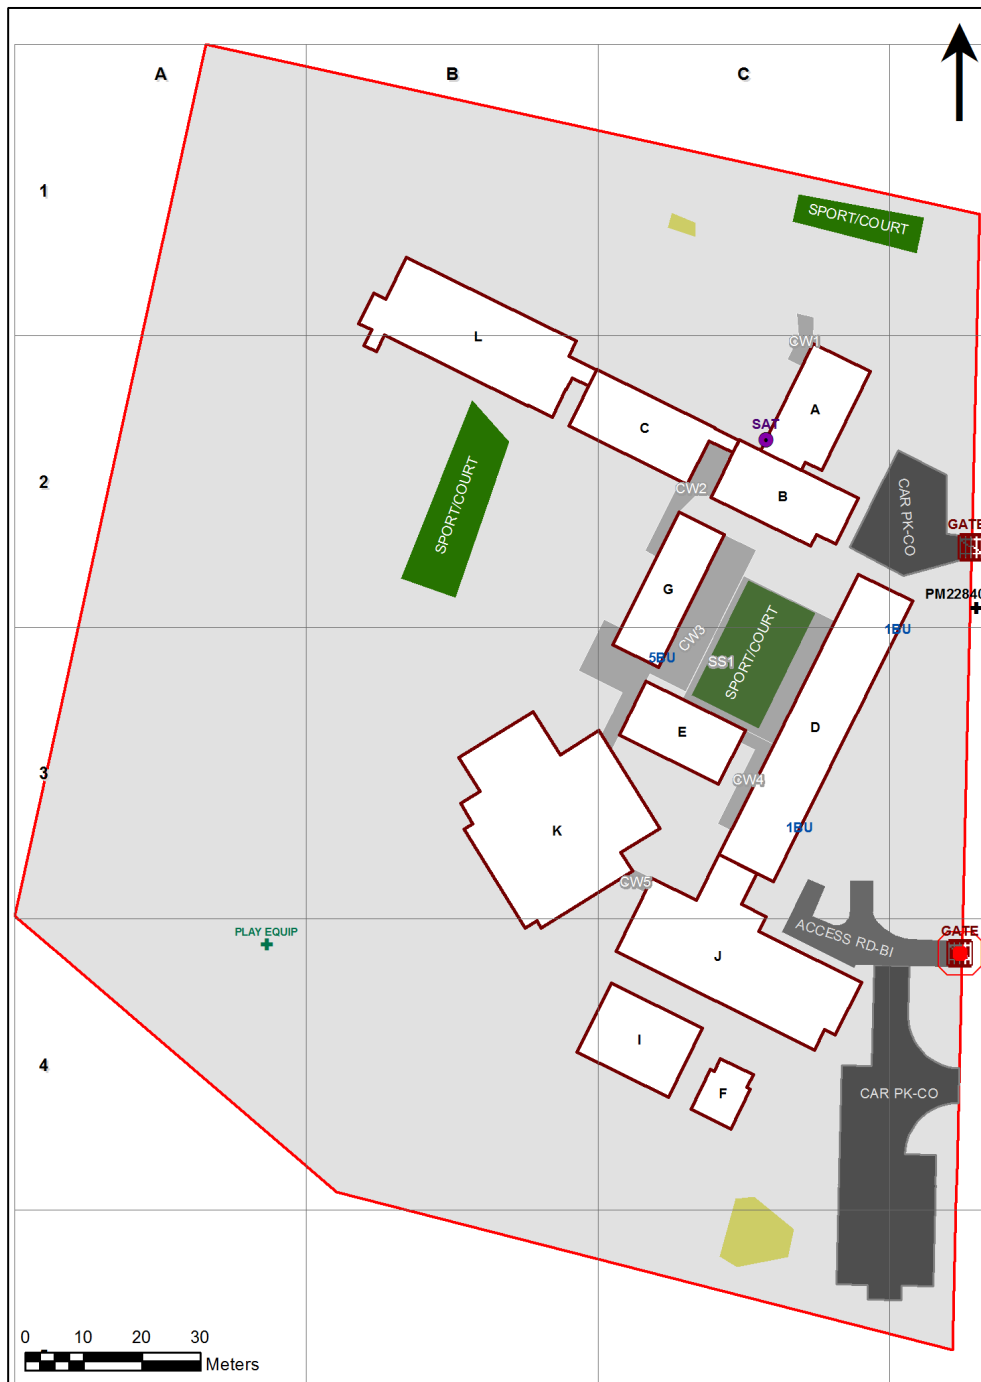 A
B
C
1
SPORT/COURT
CW1
L
A
SAT
C
2
CW2
B
SPORT/COURT
CAR PK-CO
GATE
G
PM22840
1BU
CW3
SPORT/COURT
5BU
SS1
D
E
3
CW4
K
1BU
CW5
PLAY EQUIP
ACCESS RD-BI
GATE
J
I
4
F
CAR PK-CO
0 10 20 30
Meters